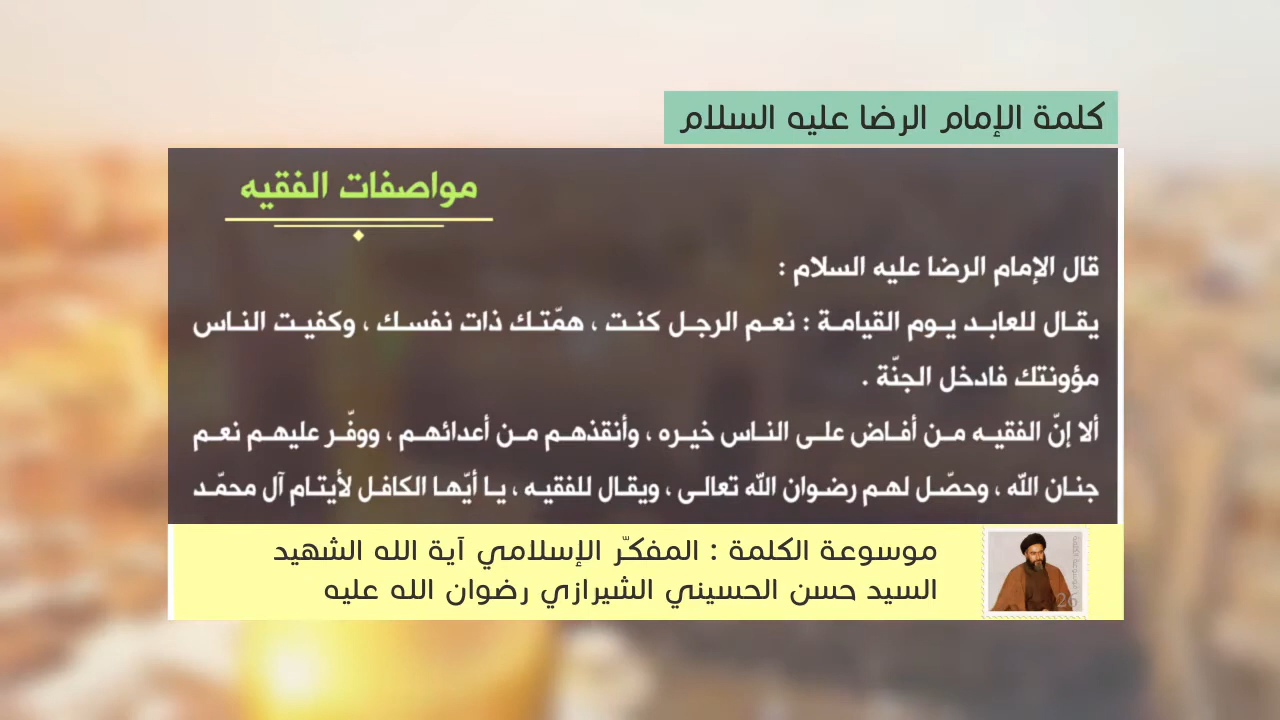 كلمة الإمام الرضا عليه السلام
مواصفات الفقيه
قال الإمام الرضا عليه السلام :
يقال للعابد يوم القيامة : نعم الرجل كنت ، همّتك ذات نفسك ، وكفيت الناس
مؤونتك فادخل الجنّة .
ألا إنّ الفقيه من أفاض على الناس خيره ، وأنقذهم من أعدائهم ، ووفّر عليهم نعم
جنان الله ، وحصّل لهم رضوان الله تعالى ، ويقال للفقيه ، يا أيّها الكافل لأيتام آل محمّد
موسوعة الكلمة : المفكّر الإسلامي آية الله الشهيد
السيد حسن الحسيني الشيرازي رضوان الله عليه